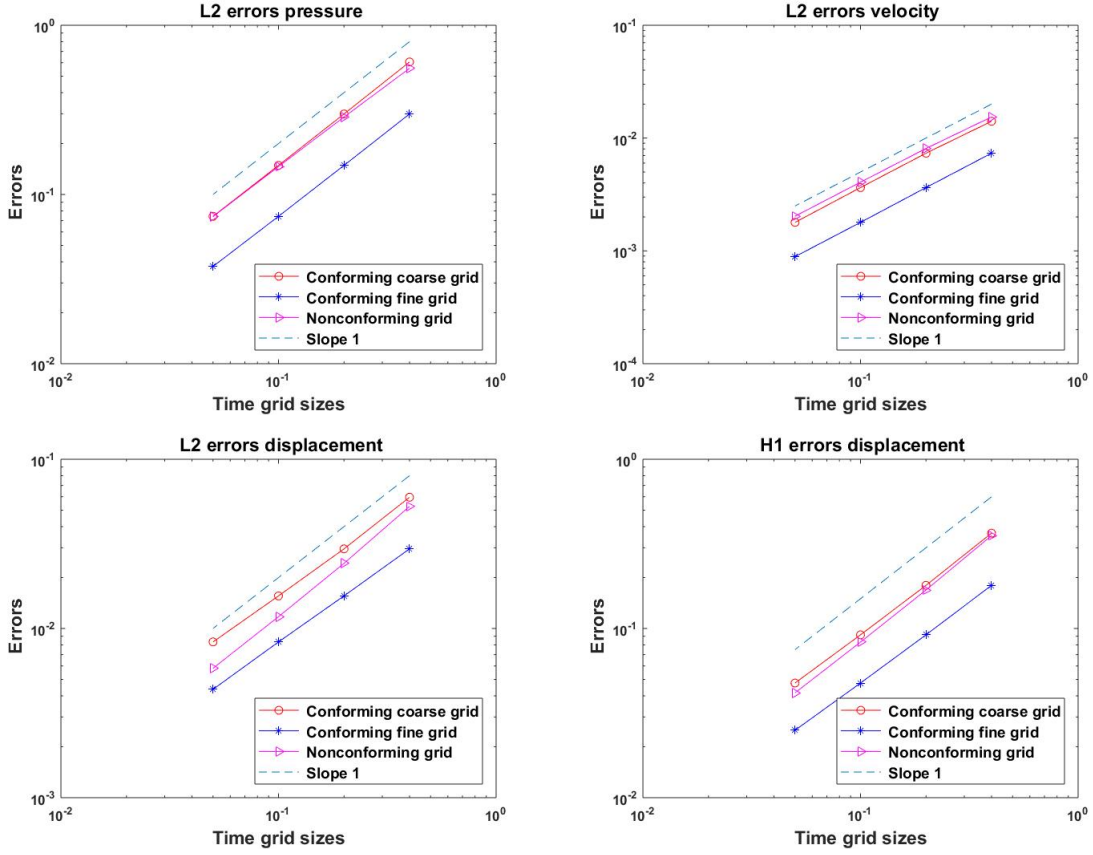 L2 errors pressure
10^0
10^-1
10^-2
Errors
10^-2
10^-1
10^0
Time grid sizes
Conforming coarse grid
Conforming fine grid
Nonconforming grid
Slope 1
L2 errors velocity
10^-1
10^-2
10^-3
10^-4
Errors
10^-2
10^-1
10^0
Time grid sizes
Conforming coarse grid
Conforming fine grid
Nonconforming grid
Slope 1
L2 errors displacement
10^-1
10^-2
10^-3
Errors
10^-2
10^-1
10^0
Time grid sizes
Conforming coarse grid
Conforming fine grid
Nonconforming grid
Slope 1
H1 errors displacement
10^0
10^-1
10^-2
Errors
10^-2
10^-1
10^0
Time grid sizes
Conforming coarse grid
Conforming fine grid
Nonconforming grid
Slope 1